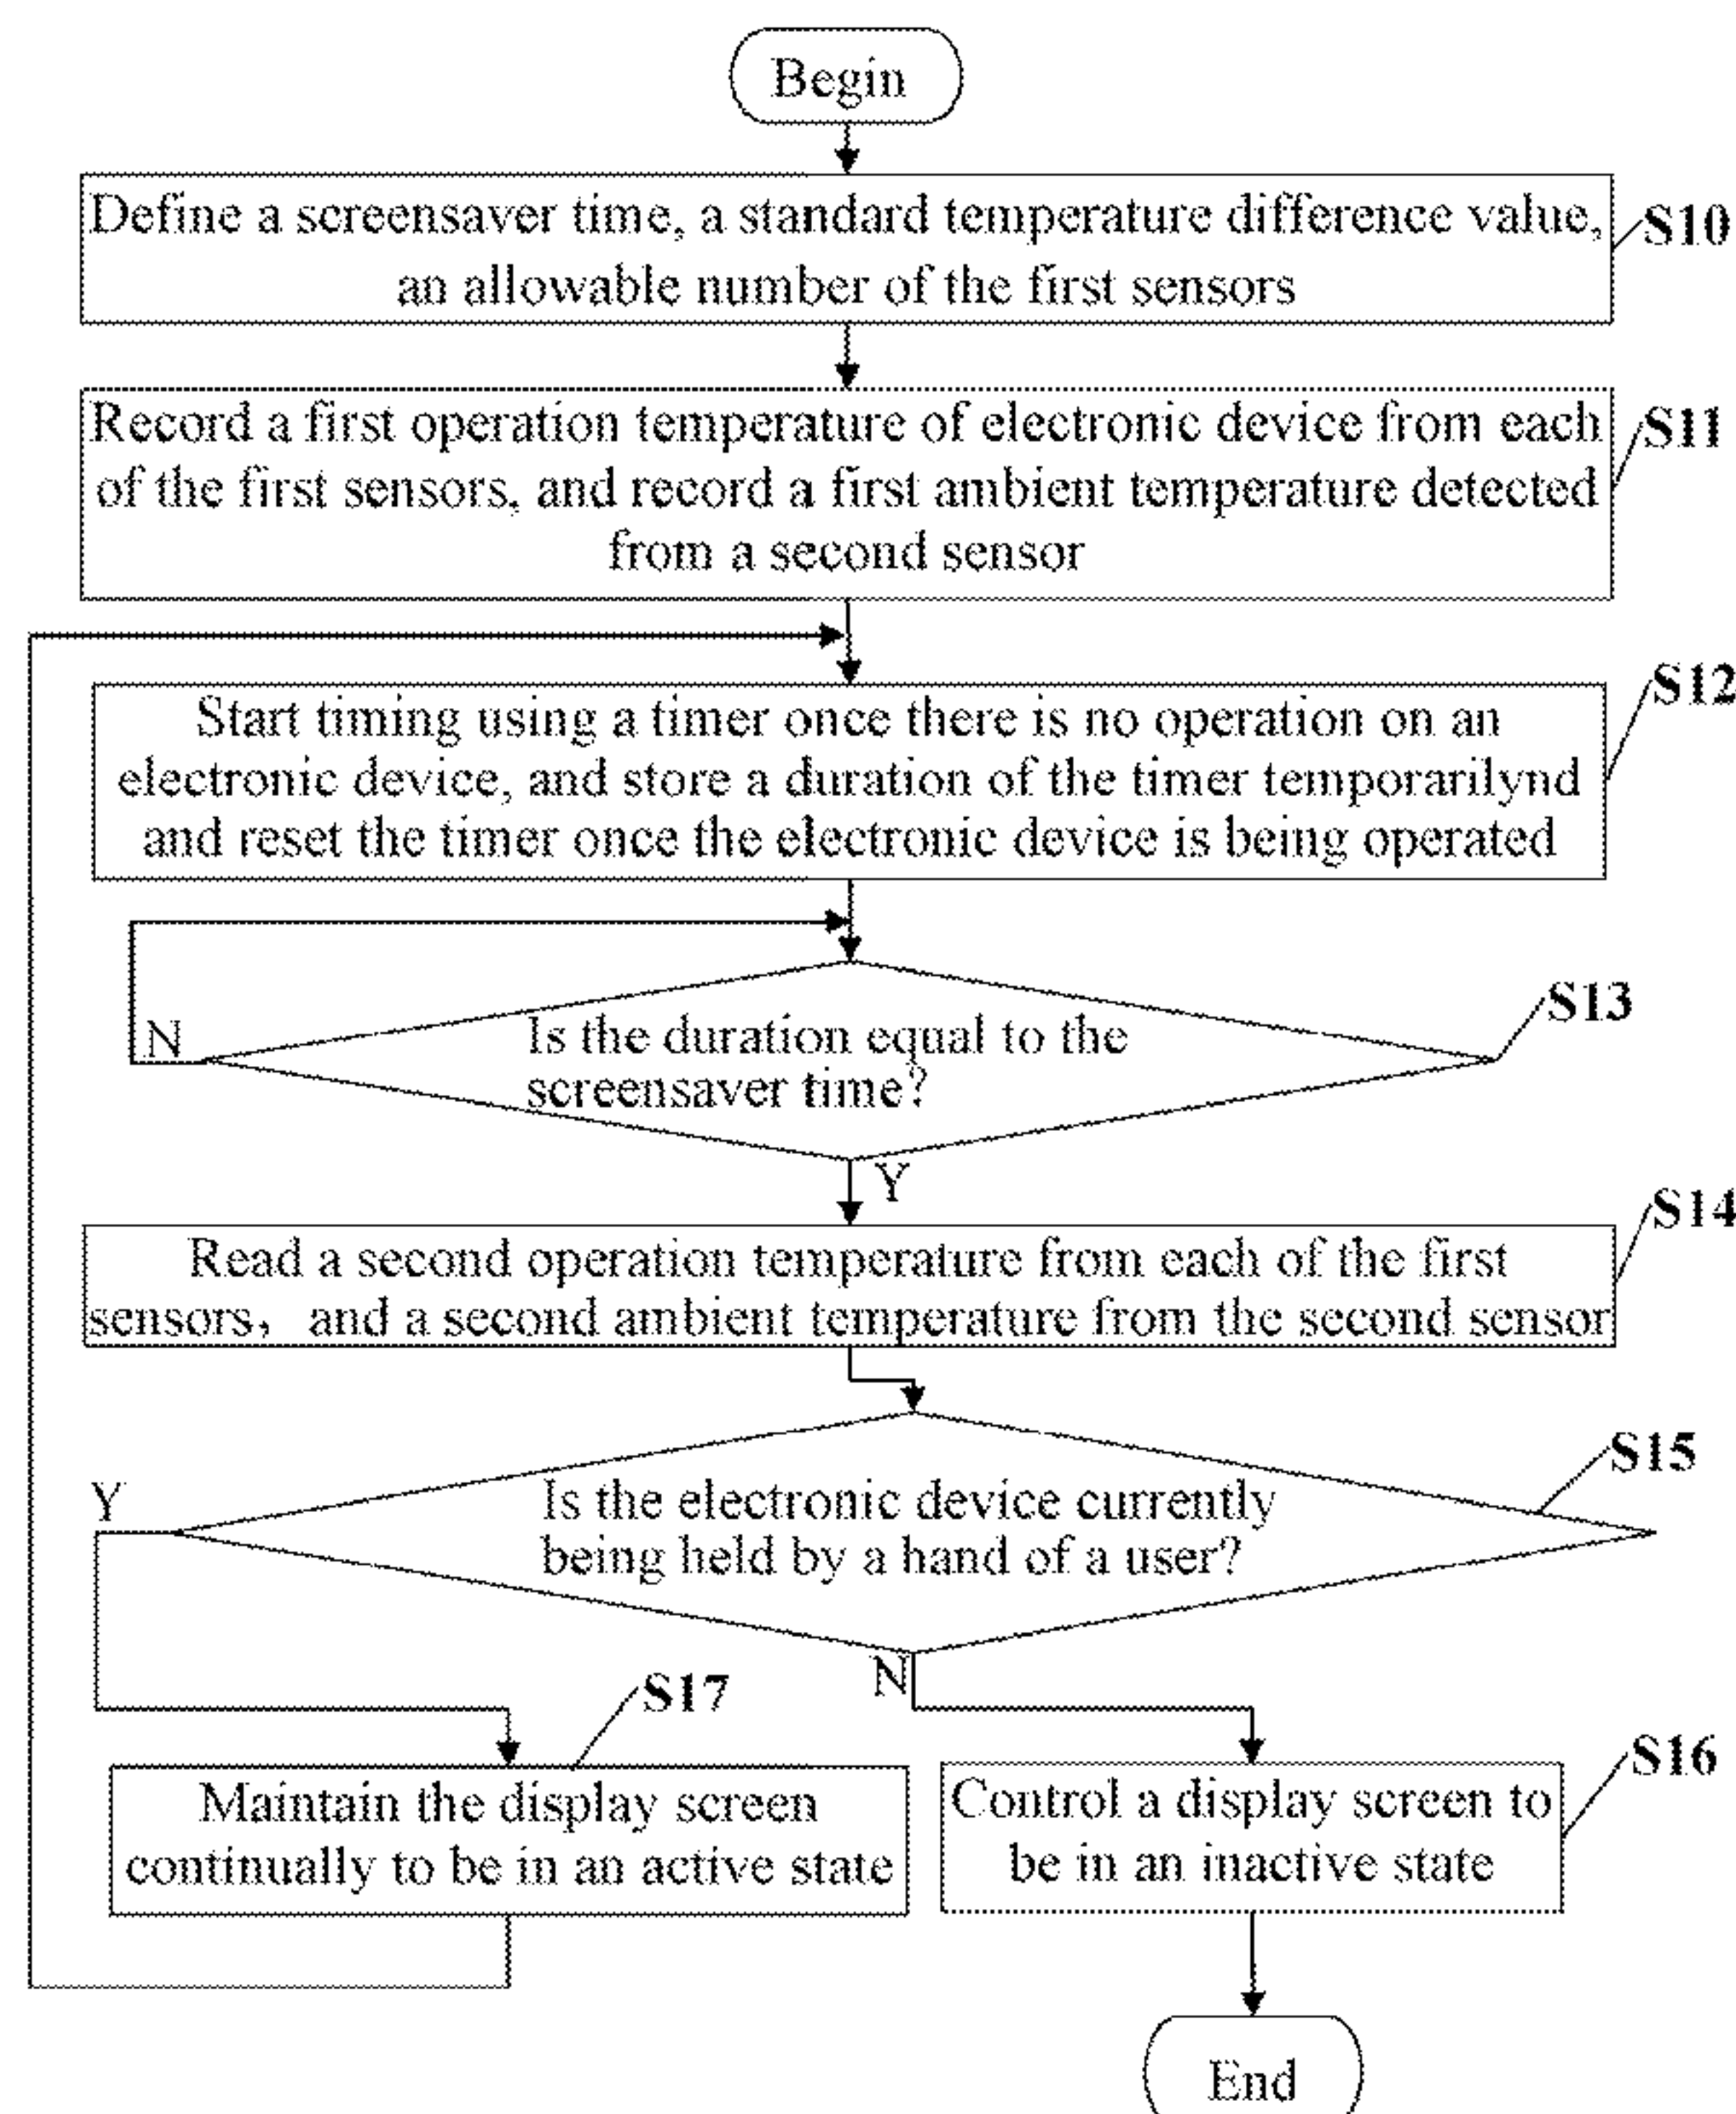 Begin
Define a screensaver time, a standard temperature difference value,
an allowable number of the first sensors
S10
Record a first operation temperature of electronic device from each
of the first sensors, and record a first ambient temperature detected
from a second sensor
S11
Start timing using a timer once there is no operation on an
electronic device, and store a duration of the timer temporarilynd
and reset the timer once the electronic device is being operated
S12
Is the duration equal to the
screensaver time?
S13
N
Y
Read a second operation temperature from each of the first
sensors, and a second ambient temperature from the second sensor
S14
Is the electronic device currently
being held by a hand of a user?
S15
Y
N
S17
Maintain the display screen
continually to be in an active state
Control a display screen to
be in an inactive state
S16
End